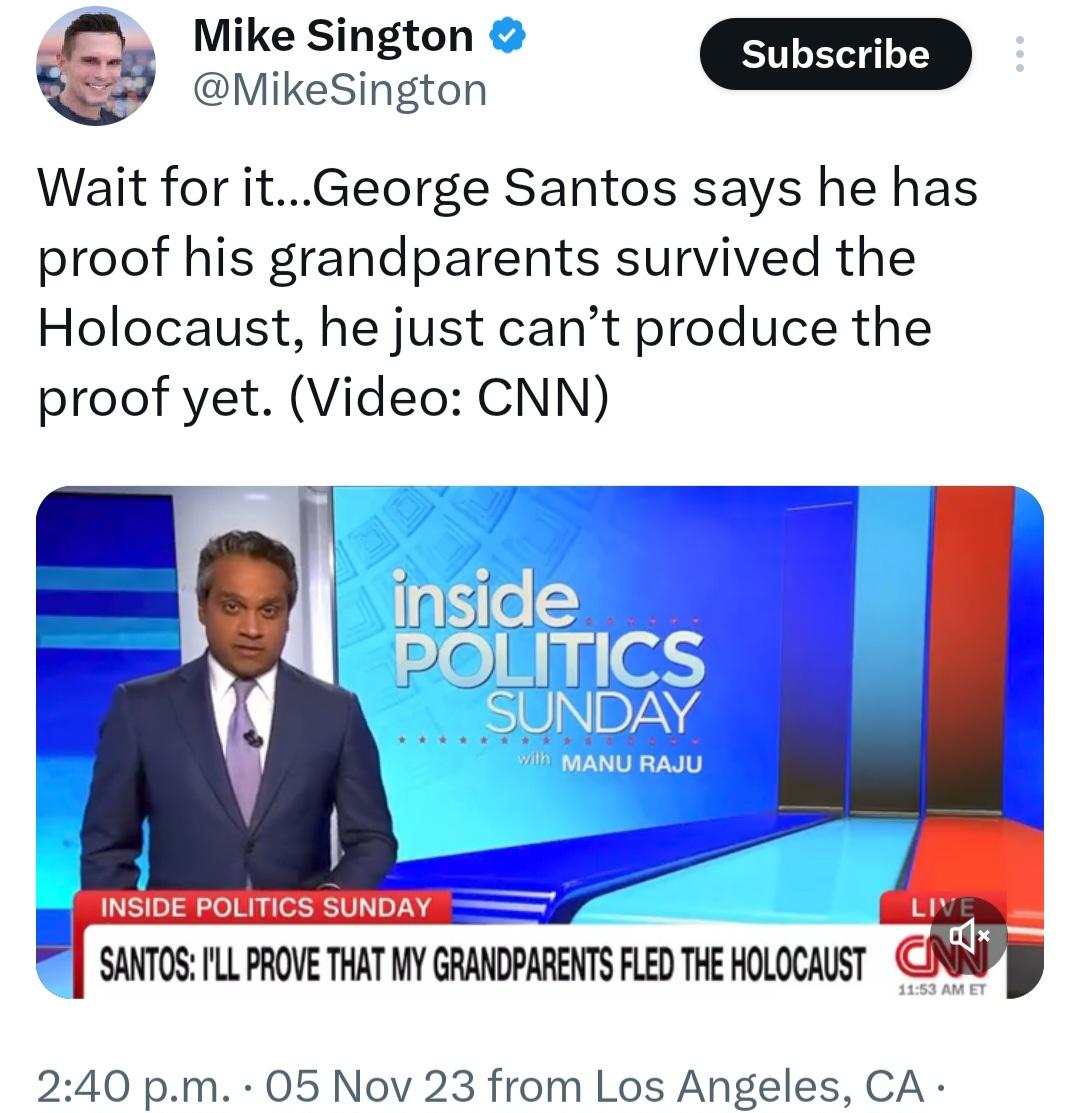 Mike Sington
@MikeSington
Subscribe
Wait for it...George Santos says he has
proof his grandparents survived the
Holocaust, he just can’t produce the
proof yet. (Video: CNN)
inside
POLITICS
SUNDAY
with MANU RAJU
INSIDE POLITICS SUNDAY
LIVE
SANTOS: I'LL PROVE THAT MY GRANDPARENTS FLED THE HOLOCAUST
CNN
11:53 AM ET
2:40 p.m. · 05 Nov 23 from Los Angeles, CA ·